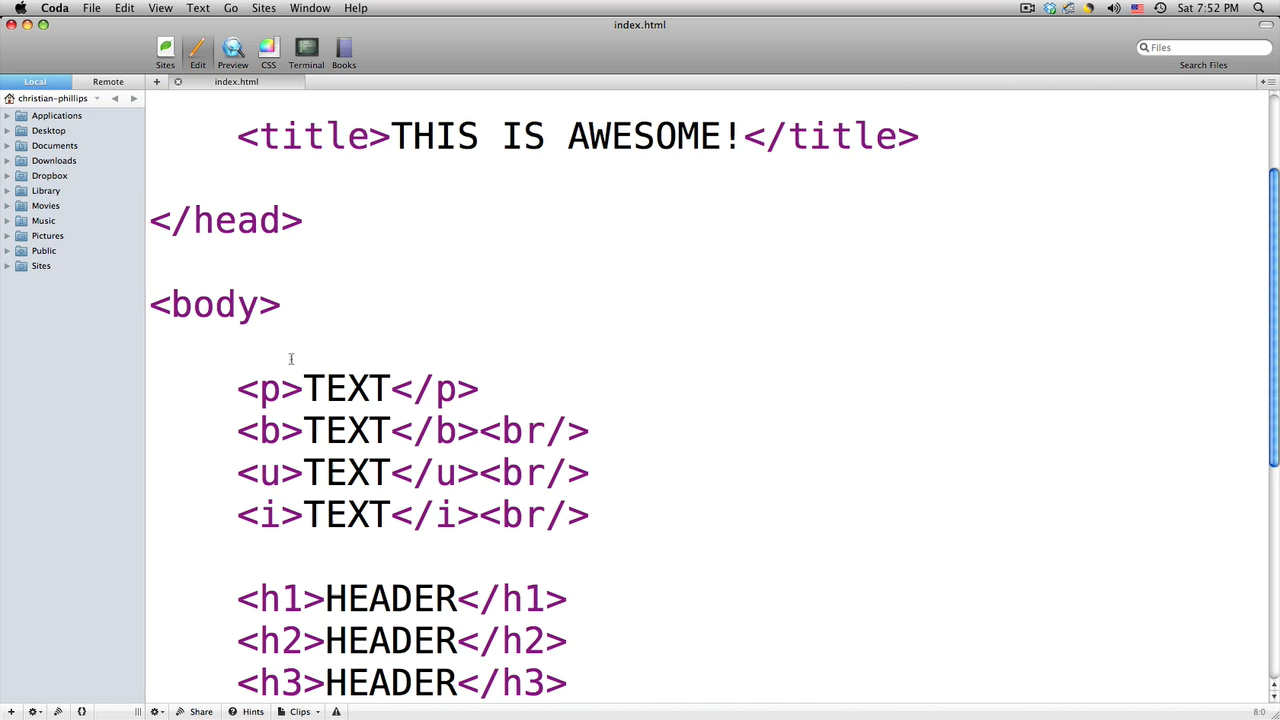 Coda File Edit View Text Go Sites Window Help Sat 7:52 PM
index.html
Files
Sites Edit Preview CSS Terminal Books Search Files
Local Remote index.html
christian-phillips
Applications
Desktop
Documents
Downloads
Dropbox
Library
Movies
Music
Pictures
Public
Sites
<title>THIS IS AWESOME!</title>
</head>
<body>
<p>TEXT</p>
<b>TEXT</b><br/>
<u>TEXT</u><br/>
<i>TEXT</i><br/>
<h1>HEADER</h1>
<h2>HEADER</h2>
<h3>HEADER</h3>
Share Hints Clips 8:0